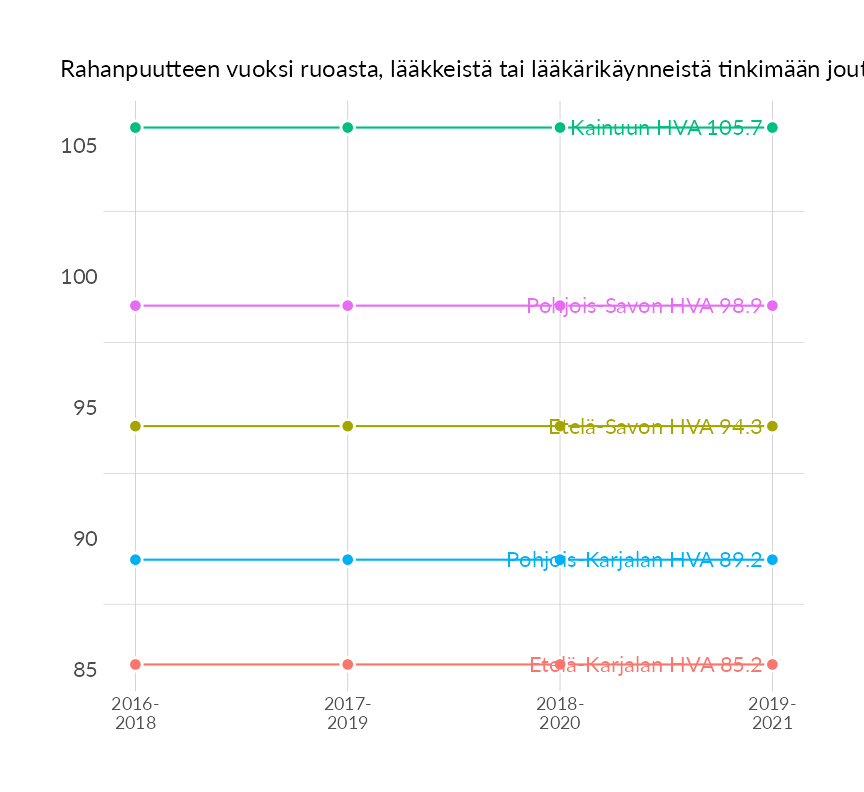 Rahanpuutteen vuoksi ruoasta, lääkkeistä tai lääkärikäynneistä tinkimään
105
Kainuun HVA 105.7
100
Pohjois-Savon HVA 98.9
95
Etelä-Savon HVA 94.3
90
Pohjois-Karjalan HVA 89.2
85
Etelä-Karjalan HVA 85.2
2016-
2018
2017-
2019
2018-
2020
2019-
2021